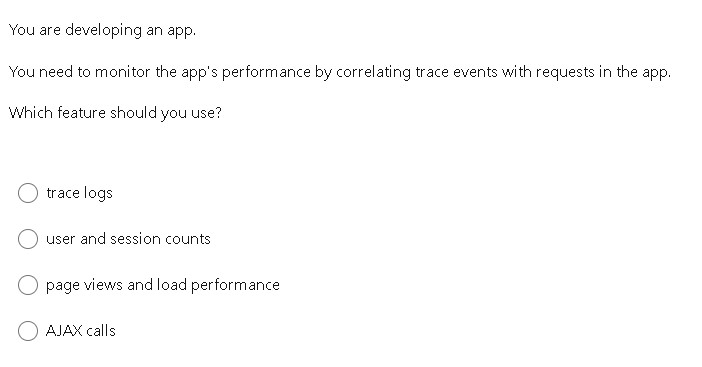 You are developing an app.
You need to monitor the app's performance by correlating trace events with requests in the app.
Which feature should you use?
trace logs
user and session counts
page views and load performance
AJAX calls